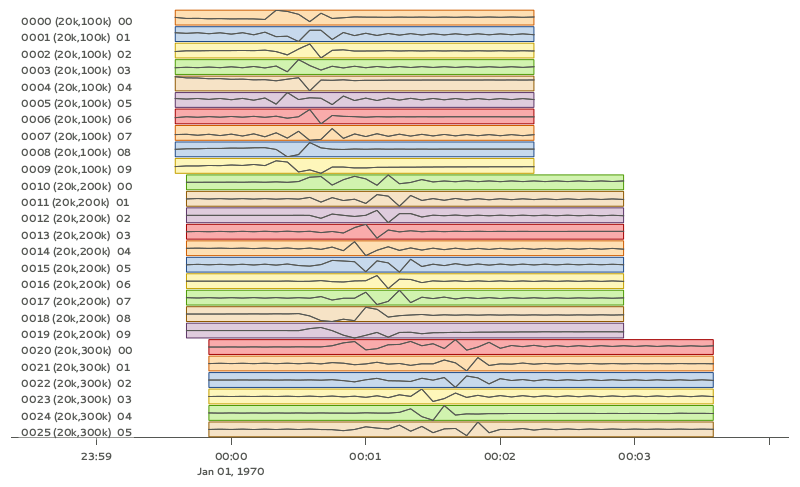 0000 (20k,100k) 00
0001 (20k,100k) 01
0002 (20k,100k) 02
0003 (20k,100k) 03
0004 (20k,100k) 04
0005 (20k,100k) 05
0006 (20k,100k) 06
0007 (20k,100k) 07
0008 (20k,100k) 08
0009 (20k,100k) 09
0010 (20k,200k) 00
0011 (20k,200k) 01
0012 (20k,200k) 02
0013 (20k,200k) 03
0014 (20k,200k) 04
0015 (20k,200k) 05
0016 (20k,200k) 06
0017 (20k,200k) 07
0018 (20k,200k) 08
0019 (20k,200k) 09
0020 (20k,300k) 00
0021 (20k,300k) 01
0022 (20k,300k) 02
0023 (20k,300k) 03
0024 (20k,300k) 04
0025 (20k,300k) 05
23:59 00:00 00:01 00:02 00:03
Jan 01, 1970